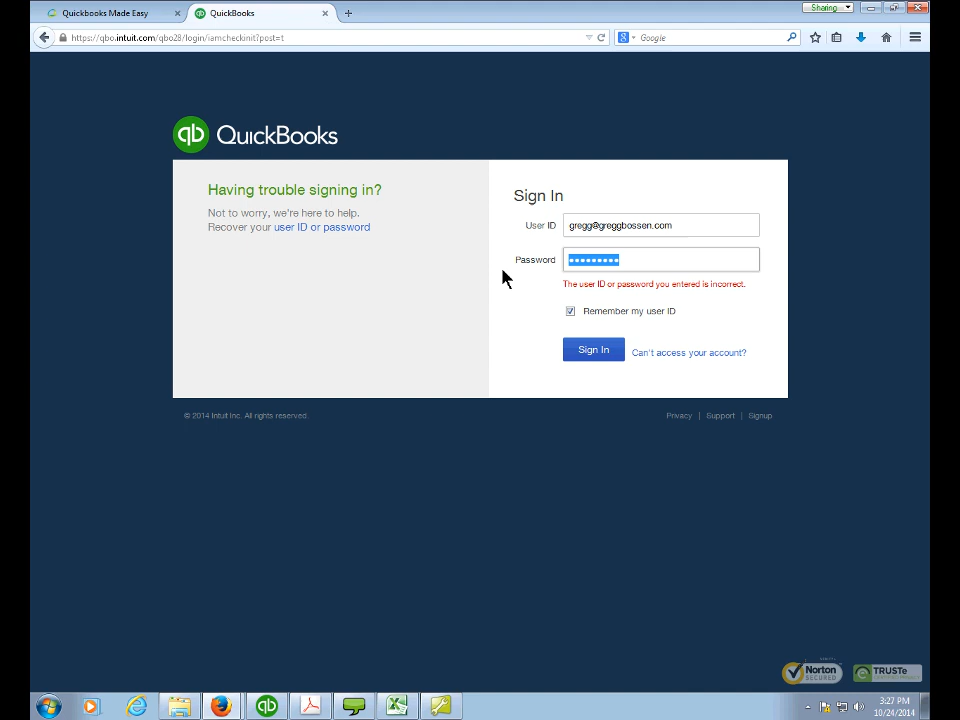 Quickbooks Made Easy
QuickBooks
Sharing
https://qbo.intuit.com/qbo28/login/iamcheckinit?post=t
Google
qb QuickBooks
Having trouble signing in?
Not to worry, we're here to help.
Recover your user ID or password
Sign In
User ID
gregg@greggbossen.com
Password
The user ID or password you entered is incorrect.
Remember my user ID
Sign In
Can't access your account?
© 2014 Intuit Inc. All rights reserved.
Privacy | Support | Signup
Norton
SECURED
TRUSTe
3:27 PM
10/24/2014